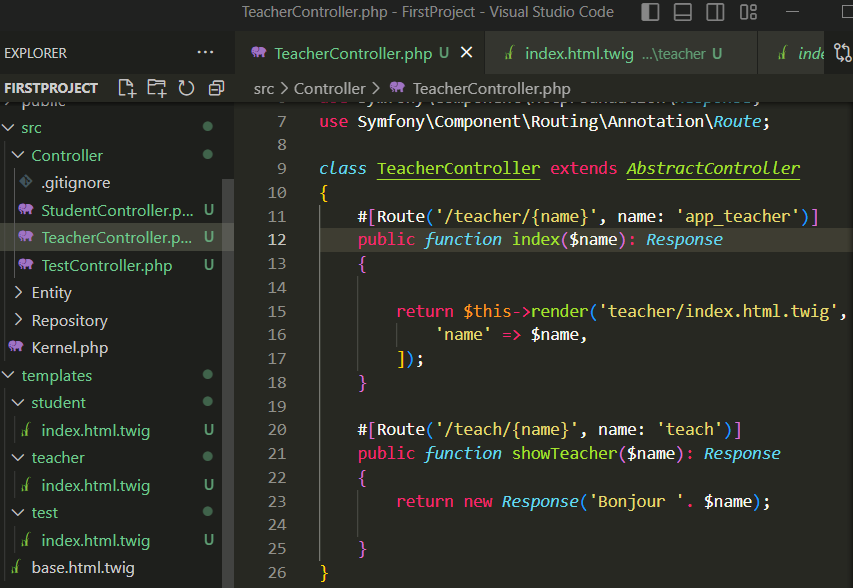 TeacherController.php - FirstProject - Visual Studio Code
EXPLORER
FIRSTPROJECT
public
src
Controller
.gitignore
StudentController.p... U
TeacherController.p... U
TestController.php U
Entity
Repository
Kernel.php
templates
student
index.html.twig U
teacher
index.html.twig U
test
index.html.twig U
base.html.twig
TeacherController.php U
index.html.twig ...\teacher U
src > Controller > TeacherController.php
7 use Symfony\Component\Routing\Annotation\Route;
8
9 class TeacherController extends AbstractController
10 {
11 #[Route('/teacher/{name}', name: 'app_teacher')]
12 public function index($name): Response
13 {
14
15 return $this->render('teacher/index.html.twig',
16 'name' => $name,
17 ]);
18 }
19
20 #[Route('/teach/{name}', name: 'teach')]
21 public function showTeacher($name): Response
22 {
23 return new Response('Bonjour '. $name);
24
25 }
26 }